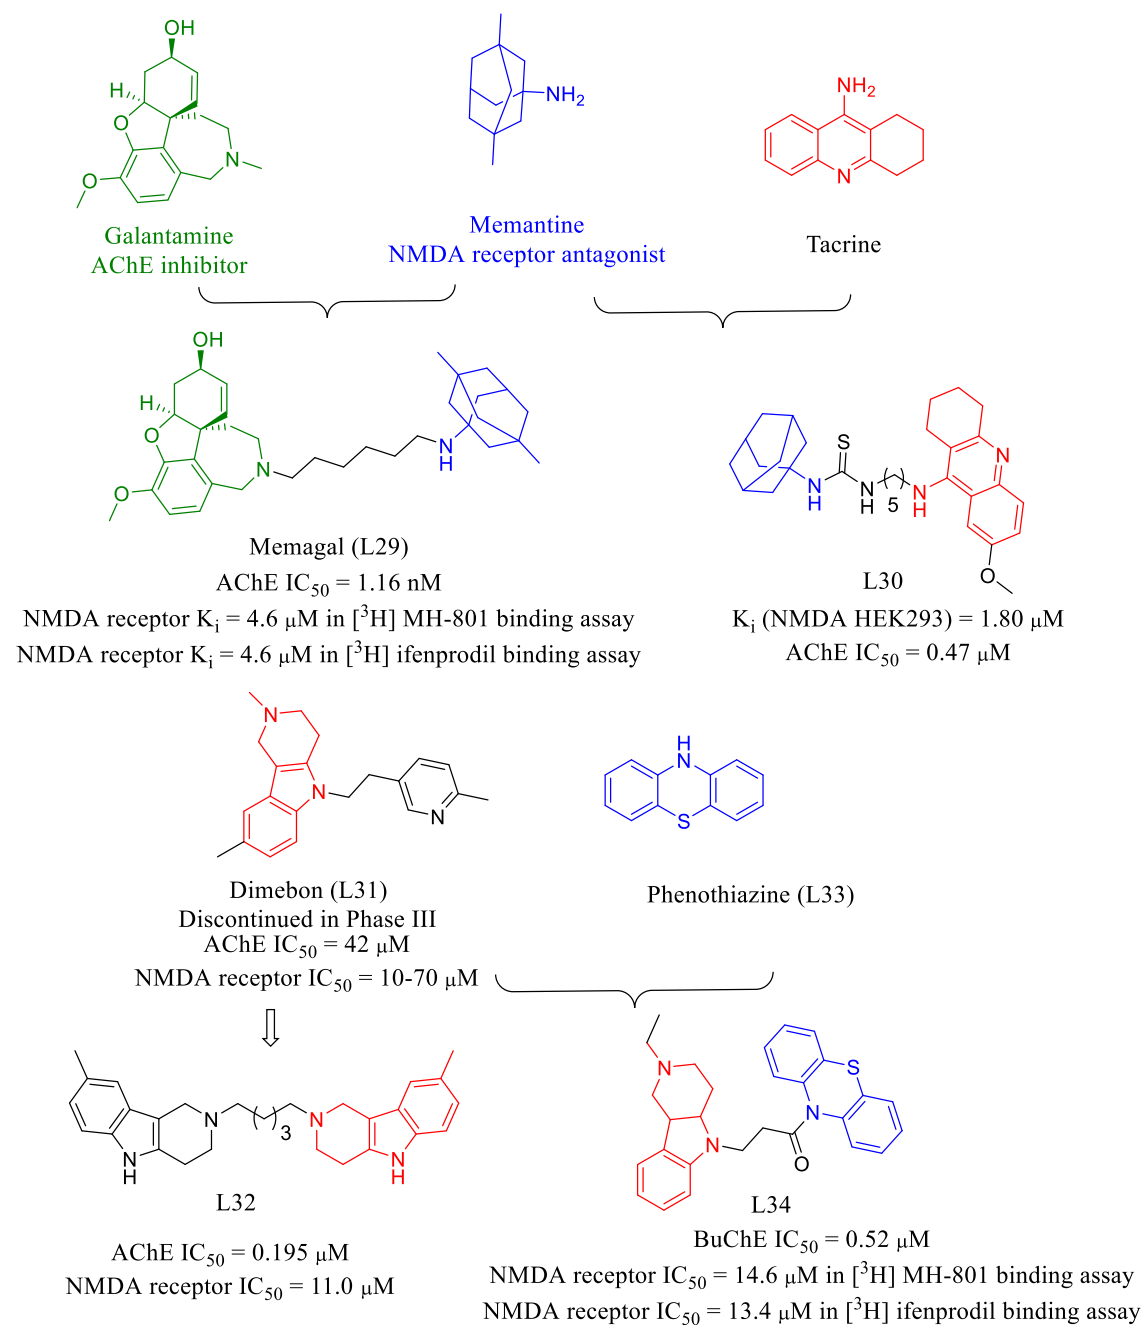 OH
H
O
N
O
NH2
NH2
N
Galantamine
AChE inhibitor
Memantine
NMDA receptor antagonist
Tacrine
OH
H
O
N
O
N
H
S
N
H
N
H
5
N
H
N
O
Memagal (L29)
AChE IC50 = 1.16 nM
NMDA receptor Ki = 4.6 μM in [3H] MH-801 binding assay
NMDA receptor Ki = 4.6 μM in [3H] ifenprodil binding assay
L30
Ki (NMDA HEK293) = 1.80 μM
AChE IC50 = 0.47 μM
N
N
N
H
N
S
Dimebon (L31)
Discontinued in Phase III
AChE IC50 = 42 μM
NMDA receptor IC50 = 10-70 μM
Phenothiazine (L33)
N
H
N
3
N
N
H
N
N
O
N
S
L32
AChE IC50 = 0.195 μM
NMDA receptor IC50 = 11.0 μM
L34
BuChE IC50 = 0.52 μM
NMDA receptor IC50 = 14.6 μM in [3H] MH-801 binding assay
NMDA receptor IC50 = 13.4 μM in [3H] ifenprodil binding assay